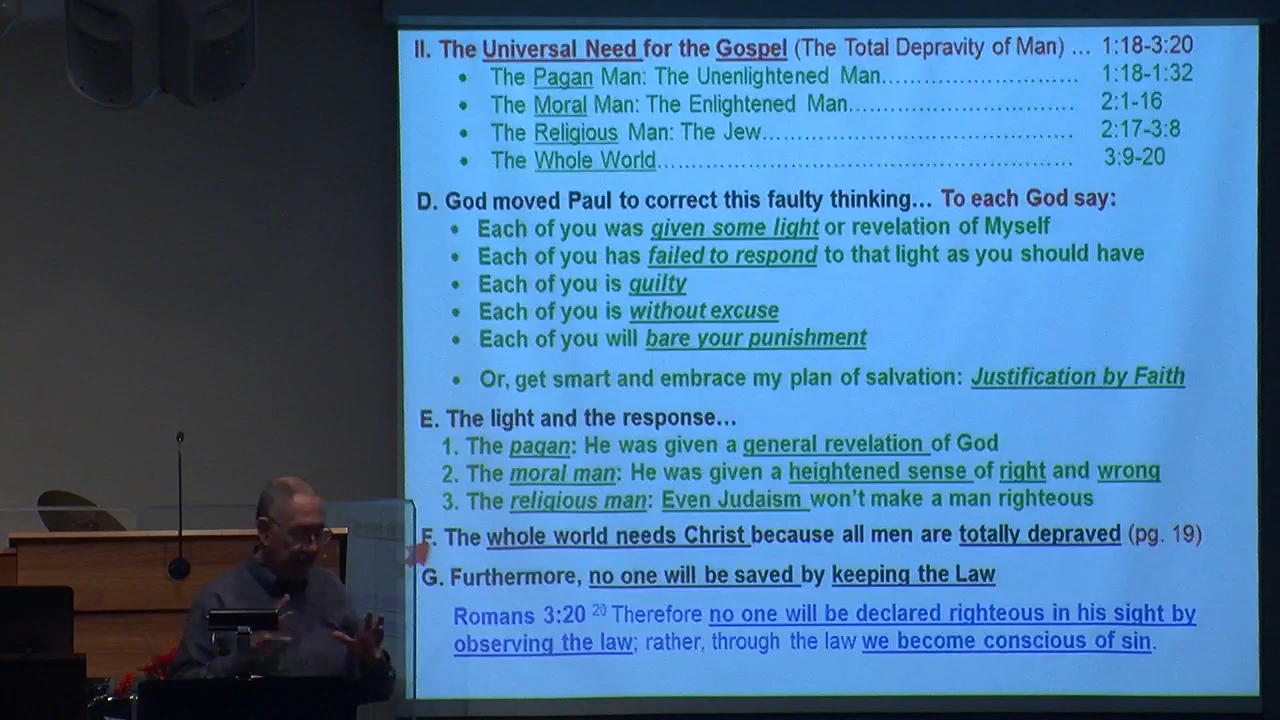 II. The Universal Need for the Gospel (The Total Depravity of Man) ... 1:18-3:20
• The Pagan Man: The Unenlightened Man.............................. 1:18-1:32
• The Moral Man: The Enlightened Man.................................. 2:1-16
• The Religious Man: The Jew............................................... 2:17-3:8
• The Whole World............................................................... 3:9-20
D. God moved Paul to correct this faulty thinking... To each God say:
• Each of you was given some light or revelation of Myself
• Each of you has failed to respond to that light as you should have
• Each of you is guilty
• Each of you is without excuse
• Each of you will bare your punishment
• Or, get smart and embrace my plan of salvation: Justification by Faith
E. The light and the response...
1. The pagan: He was given a general revelation of God
2. The moral man: He was given a heightened sense of right and wrong
3. The religious man: Even Judaism won't make a man righteous
F. The whole world needs Christ because all men are totally depraved (pg. 19)
G. Furthermore, no one will be saved by keeping the Law
Romans 3:20 20 Therefore no one will be declared righteous in his sight by
observing the law; rather, through the law we become conscious of sin.